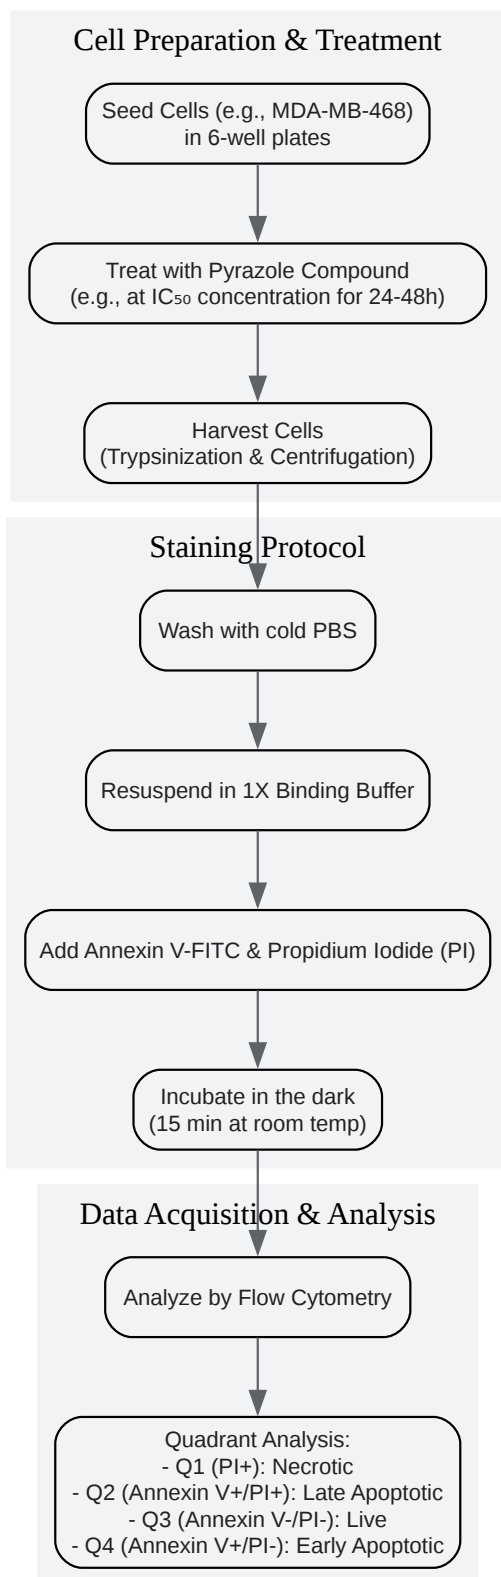 Cell Preparation & Treatment
Seed Cells (e.g., MDA-MB-468)
in 6-well plates
Treat with Pyrazole Compound
(e.g., at IC₅₀ concentration for 24-48h)
Harvest Cells
(Trypsinization & Centrifugation)
Staining Protocol
Wash with cold PBS
Resuspend in 1X Binding Buffer
Add Annexin V-FITC & Propidium Iodide (PI)
Incubate in the dark
(15 min at room temp)
Data Acquisition & Analysis
Analyze by Flow Cytometry
Quadrant Analysis:
- Q1 (PI+): Necrotic
- Q2 (Annexin V+/PI+): Late Apoptotic
- Q3 (Annexin V-/PI-): Live
- Q4 (Annexin V+/PI-): Early Apoptotic